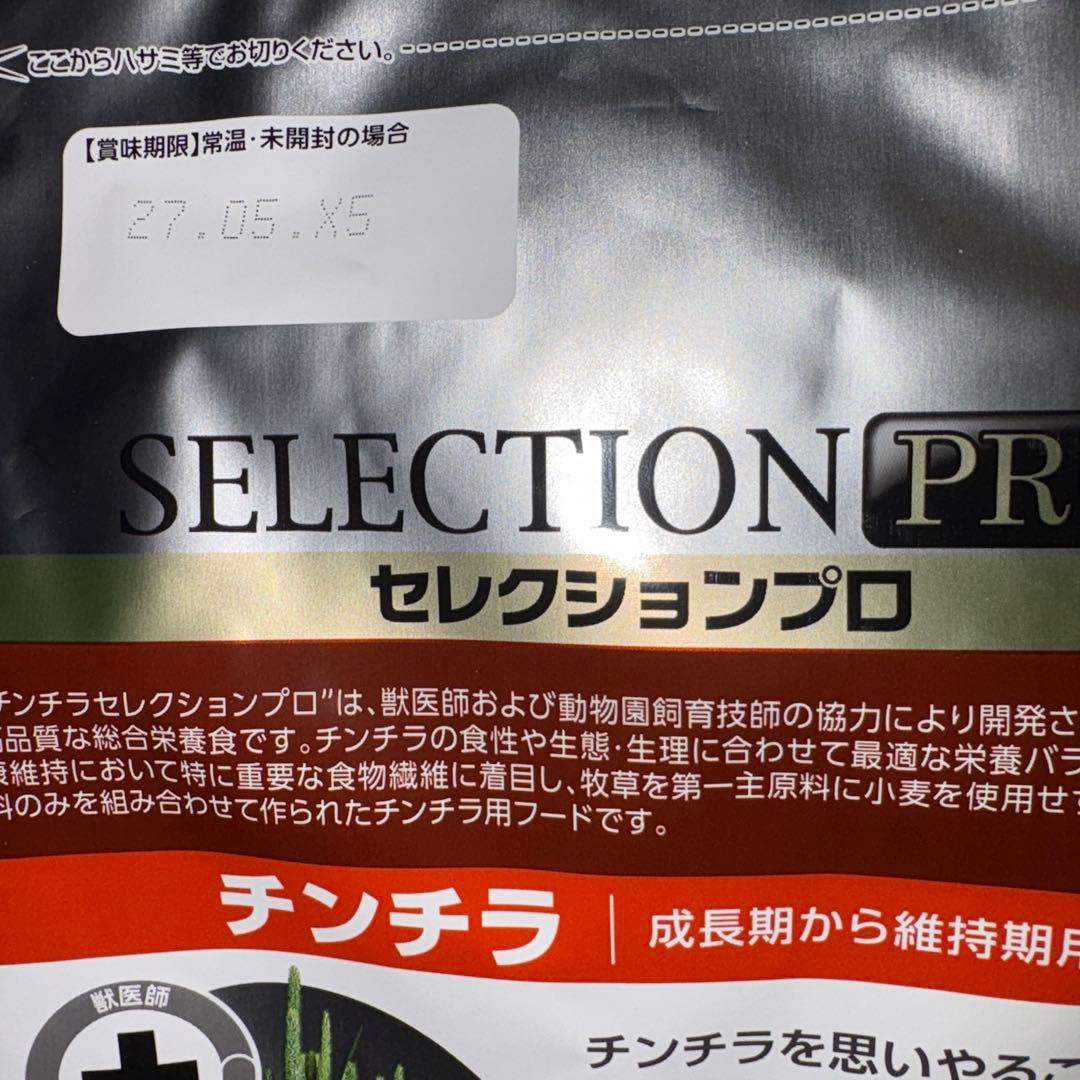 ここからハサミ等でお切りください。
【賞味期限】常温・未開封の場合
27.05.X5
SELECTION PR
セレクションプロ
チンチラセレクションプロ”は、獣医師および動物園飼育技師の協力により開発さ
品質な総合栄養食です。チンチラの食性や生態・生理に合わせて最適な栄養バラ
維持において特に重要な食物繊維に着目し、牧草を第一主原料に小麦を使用せず
料のみを組み合わせて作られたチンチラ用フードです。
チンチラ 成長期から維持期用
獣医師
チンチラを思いやるこ